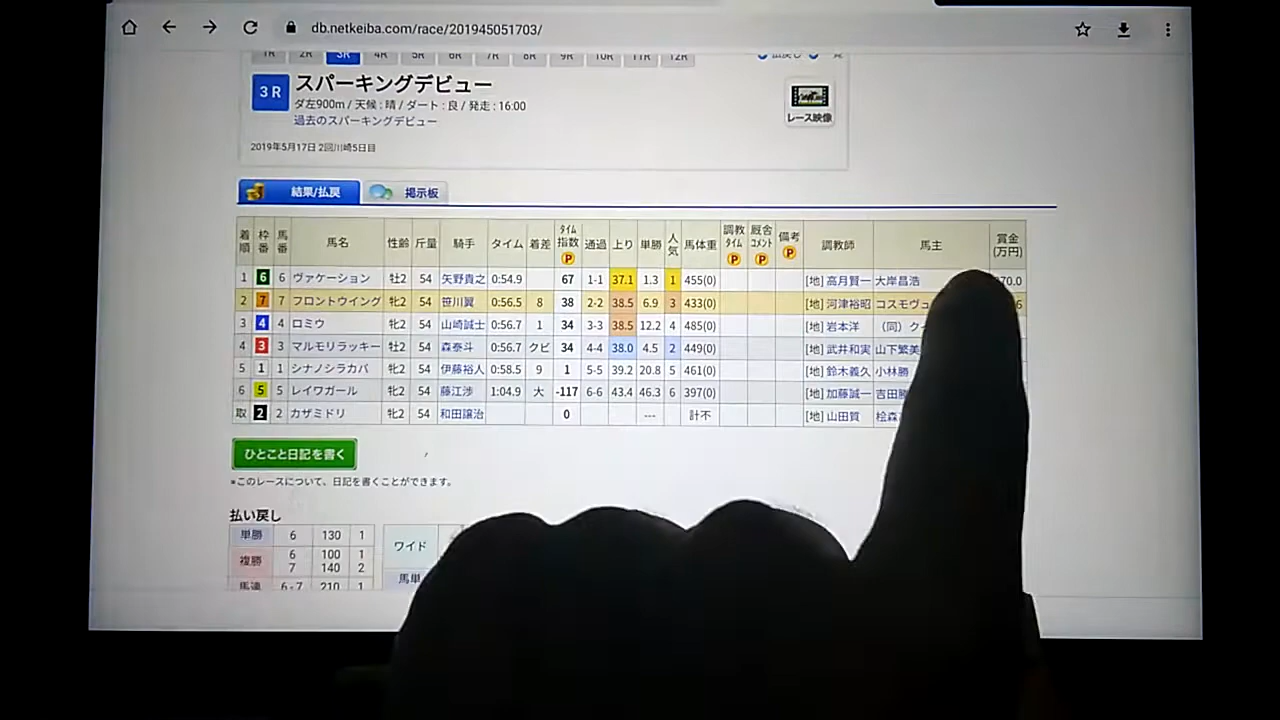 db.netkeiba.com/race/201945051703/
1R 2R 3R 4R 5R 6R 7R 8R 9R 10R 11R 12R
3 R
スパーキングデビュー
ダ左900m / 天候 : 晴 / ダート : 良 / 発走 : 16:00
過去のスパーキングデビュー
レース映像
2019年5月17日 2回川崎5日目
結果/払戻 掲示板
着順 枠番 馬番 馬名 性齢 斤量 騎手 タイム 着差 タイム指数 通過 上り 単勝 人気 馬体重 調教タイム 厩舎コメント 備考 調教師 馬主 賞金(万円)
1 6 6 ヴァケーション 牡2 54 矢野貴之 0:54.9 67 1-1 37.1 1.3 1 455(0) [地] 高月賢一 大岸昌浩 70.0
2 7 7 フロントウイング 牝2 54 笹川翼 0:56.5 8 38 2-2 38.5 6.9 3 433(0) [地] 河津裕昭 コスモヴュ
3 4 4 ロミウ 牝2 54 山崎誠士 0:56.7 1 34 3-3 38.5 12.2 4 485(0) [地] 岩本洋 （同）ク
4 3 3 マルモリラッキー 牡2 54 森泰斗 0:56.7 クビ 34 4-4 38.0 4.5 2 449(0) [地] 武井和実 山下繁美
5 1 1 シナノシラカバ 牝2 54 伊藤裕人 0:58.5 9 1 5-5 39.2 20.8 5 461(0) [地] 鈴木義久 小林勝
6 5 5 レイワガール 牝2 54 藤江渉 1:04.9 大 -117 6-6 43.4 46.3 6 397(0) [地] 加藤誠一 吉田勝
取 2 2 カザミドリ 牝2 54 和田譲治 0 --- 計不 [地] 山田質 桧森
ひとこと日記を書く
※このレースについて、日記を書くことができます。
払い戻し
単勝 6 130 1
複勝 6 100 1
7 140 2
ワイド
馬連 6 - 7 210 1
馬単